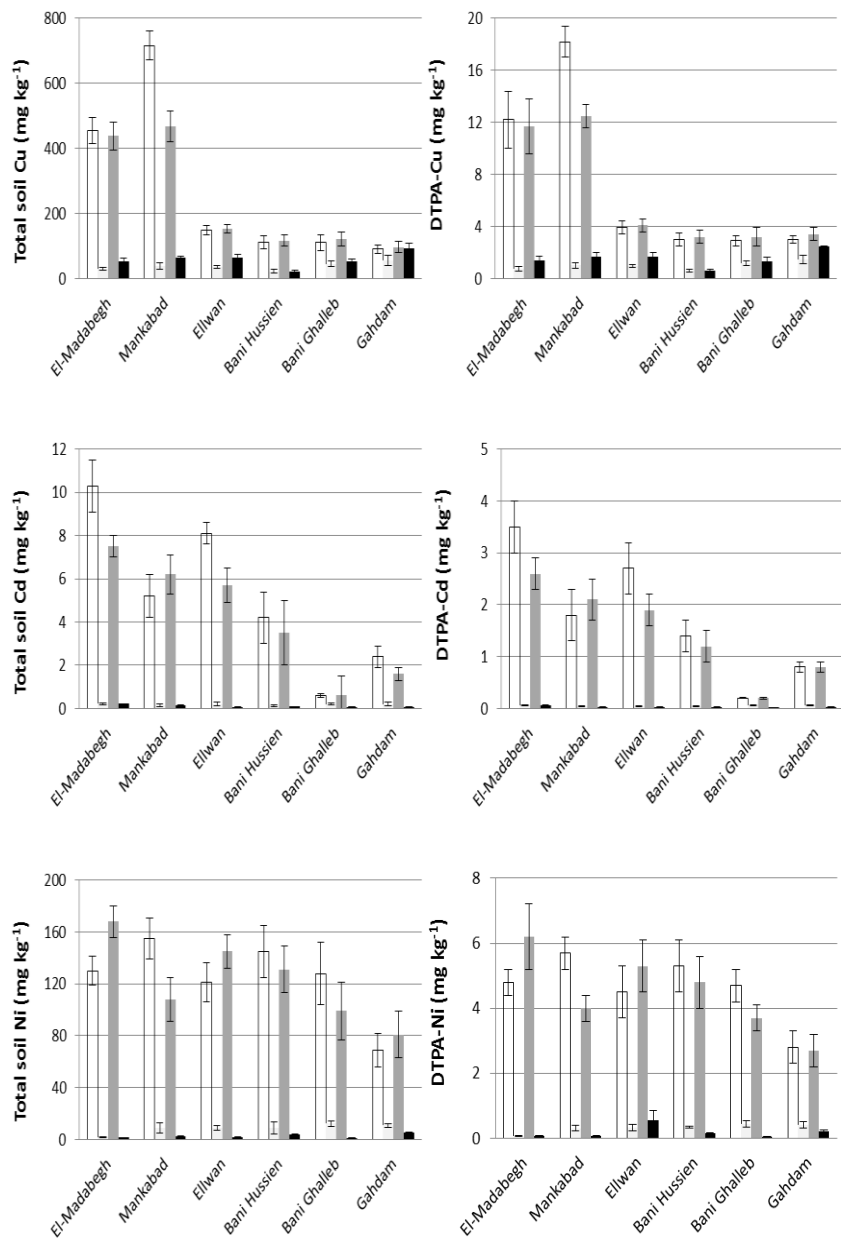 Total soil Cu (mg kg⁻¹)
800
600
400
200
0
El-Madabegh
Mankabad
Ellwan
Bani Hussien
Bani Ghalleb
Gahdam
DTPA-Cu (mg kg⁻¹)
20
16
12
8
4
0
El-Madabegh
Mankabad
Ellwan
Bani Hussien
Bani Ghalleb
Gahdam
Total soil Cd (mg kg⁻¹)
12
10
8
6
4
2
0
El-Madabegh
Mankabad
Ellwan
Bani Hussien
Bani Ghalleb
Gahdam
DTPA-Cd (mg kg⁻¹)
5
4
3
2
1
0
El-Madabegh
Mankabad
Ellwan
Bani Hussien
Bani Ghalleb
Gahdam
Total soil Ni (mg kg⁻¹)
200
160
120
80
40
0
El-Madabegh
Mankabad
Ellwan
Bani Hussien
Bani Ghalleb
Gahdam
DTPA-Ni (mg kg⁻¹)
8
6
4
2
0
El-Madabegh
Mankabad
Ellwan
Bani Hussien
Bani Ghalleb
Gahdam